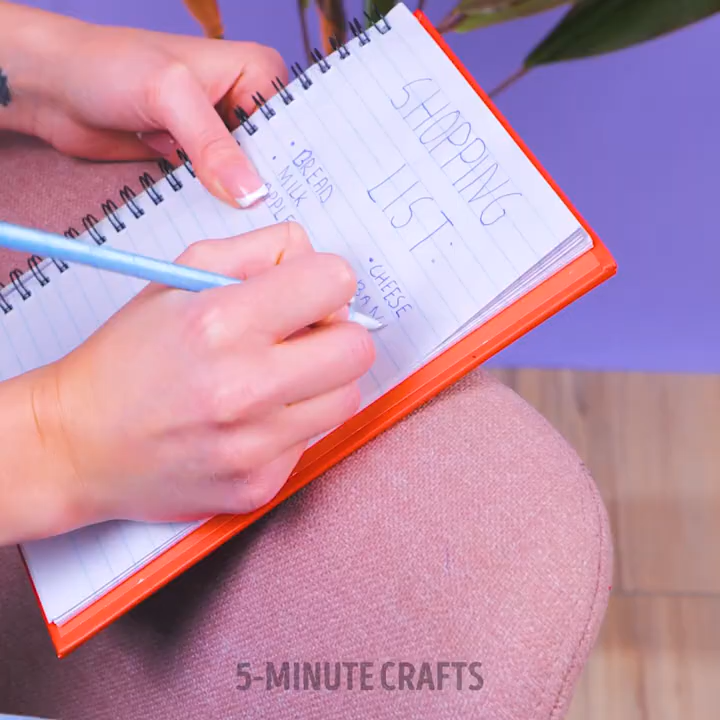 SHOPPING
LIST:
• BREAD
• MILK
• CHEESE
5-MINUTE CRAFTS